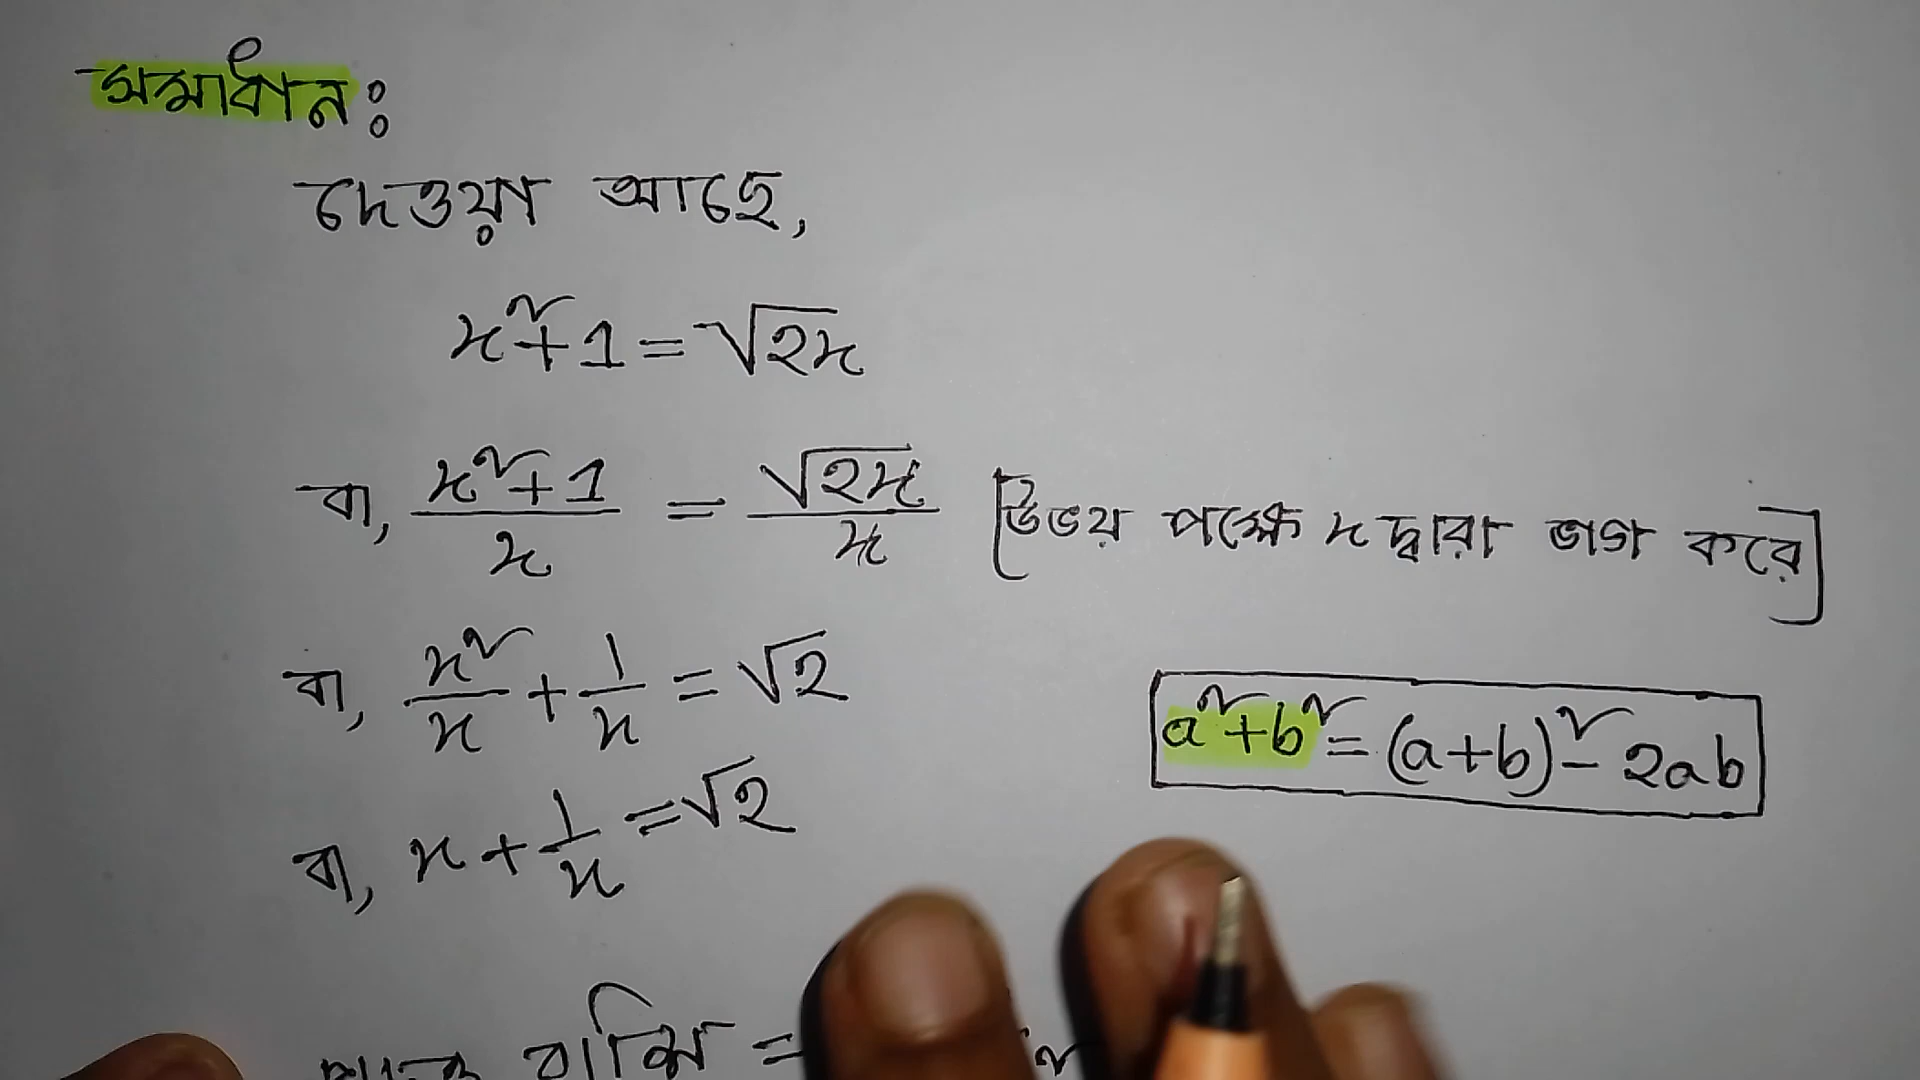 সমাধানঃ
দেওয়া আছে,
x²+1=√2x
বা, (x²+1)/x = √2x/x [উভয় পক্ষে x দ্বারা ভাগ করে]
বা, x²/x + 1/x = √2
a²+b² = (a+b)² - 2ab
বা, x + 1/x = √2
রাশি =